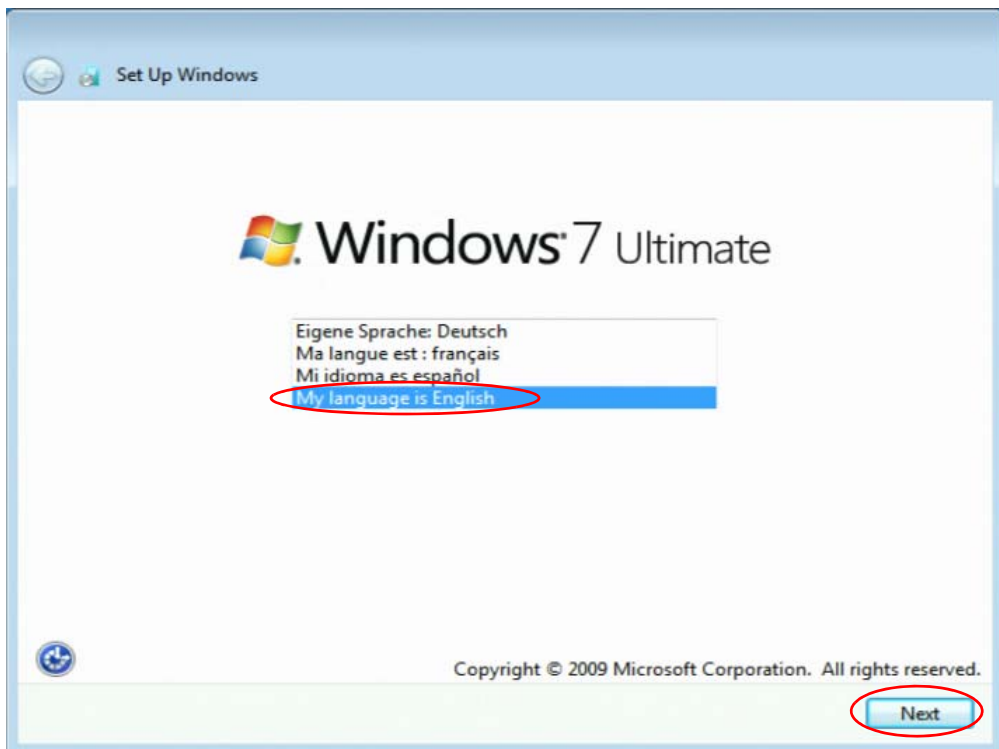 Set Up Windows
Windows 7 Ultimate
Eigene Sprache: Deutsch
Ma langue est : français
Mi idioma es español
My language is English
Copyright © 2009 Microsoft Corporation. All rights reserved.
Next